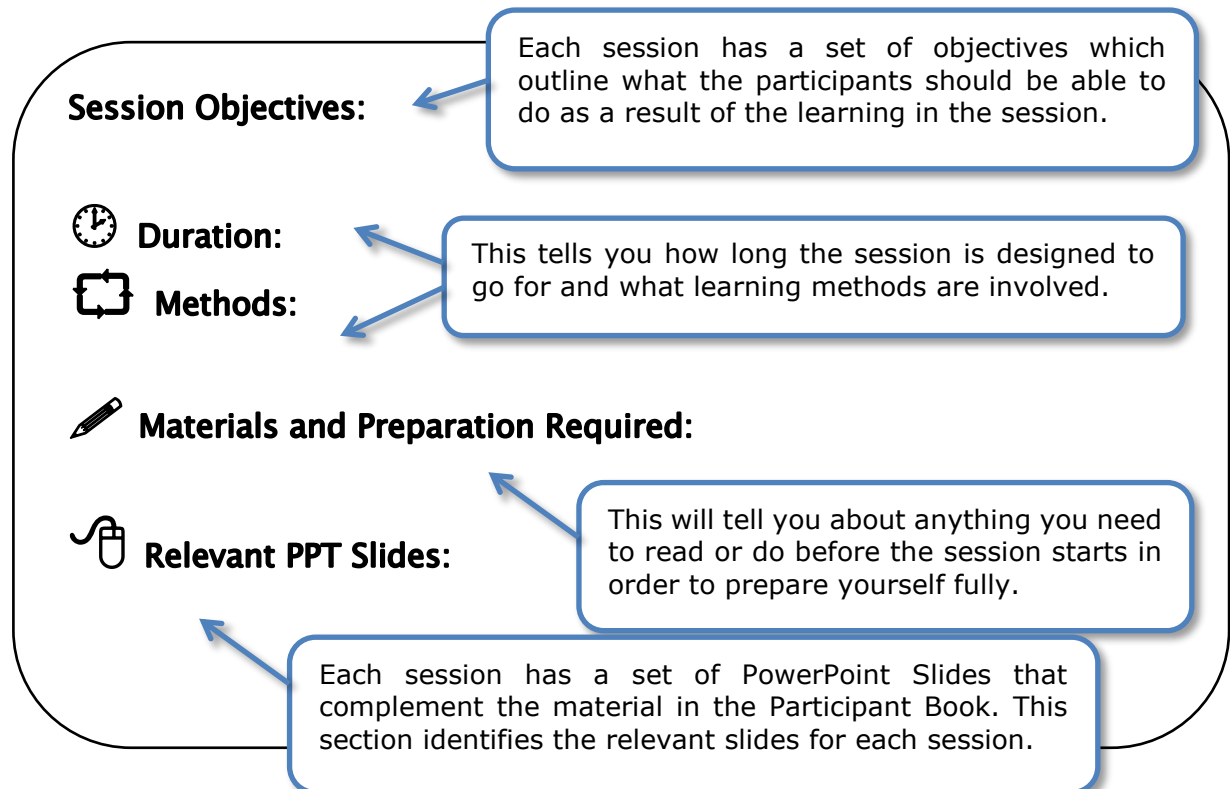 Each session has a set of objectives which
outline what the participants should be able to
do as a result of the learning in the session.
Session Objectives:
Duration:
Methods:
This tells you how long the session is designed to
go for and what learning methods are involved.
Materials and Preparation Required:
This will tell you about anything you need
to read or do before the session starts in
order to prepare yourself fully.
Relevant PPT Slides:
Each session has a set of PowerPoint Slides that
complement the material in the Participant Book. This
section identifies the relevant slides for each session.